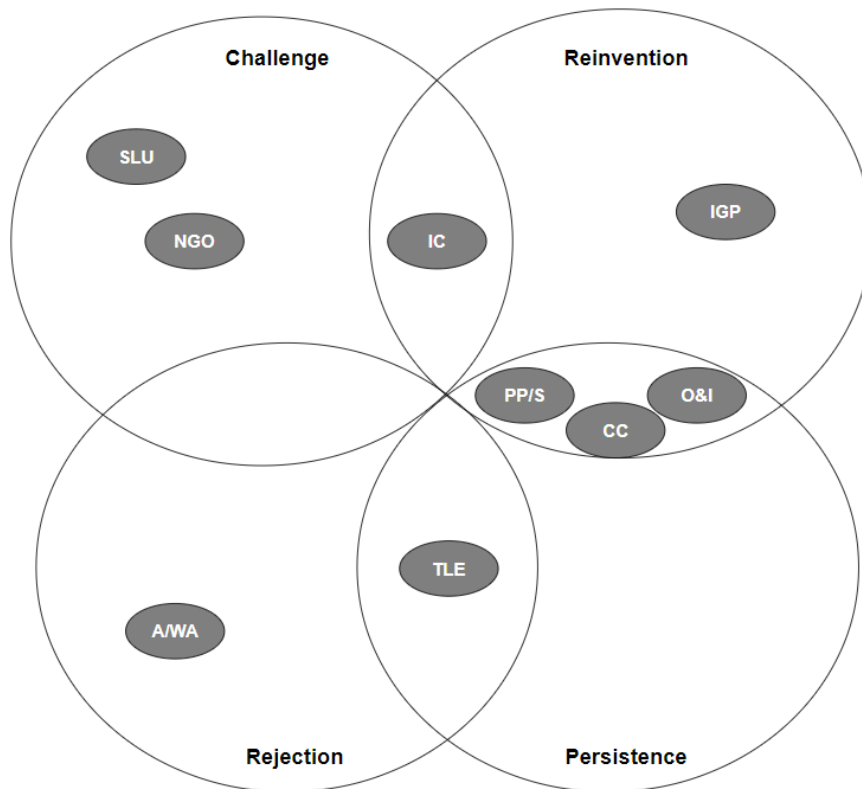 Challenge
Reinvention
SLU
NGO
IC
IGP
PP/S
CC
O&I
TLE
A/WA
Rejection
Persistence